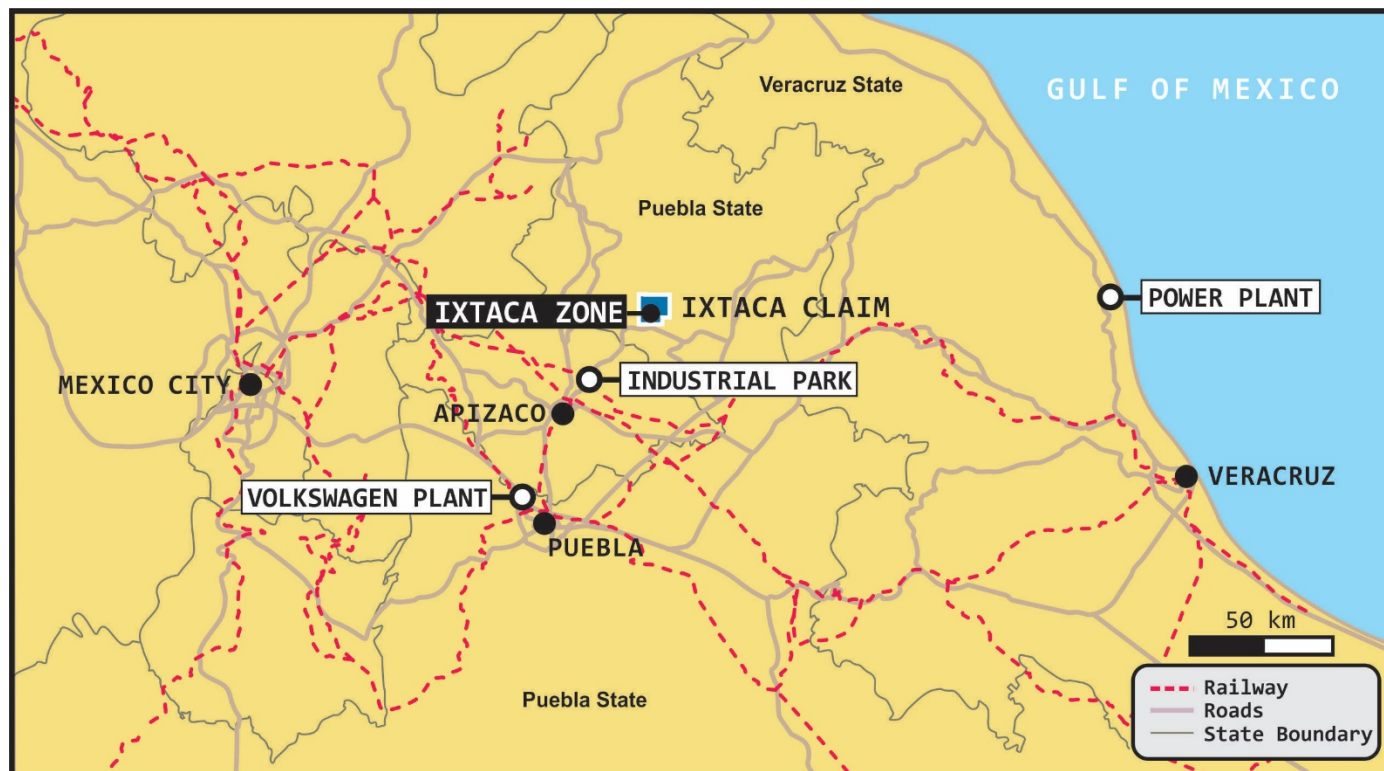 Veracruz State
GULF OF MEXICO
Puebla State
IXTACA ZONE
IXTACA CLAIM
POWER PLANT
MEXICO CITY
INDUSTRIAL PARK
APIZACO
VOLKSWAGEN PLANT
VERACRUZ
PUEBLA
50 km
Puebla State
Railway
Roads
State Boundary